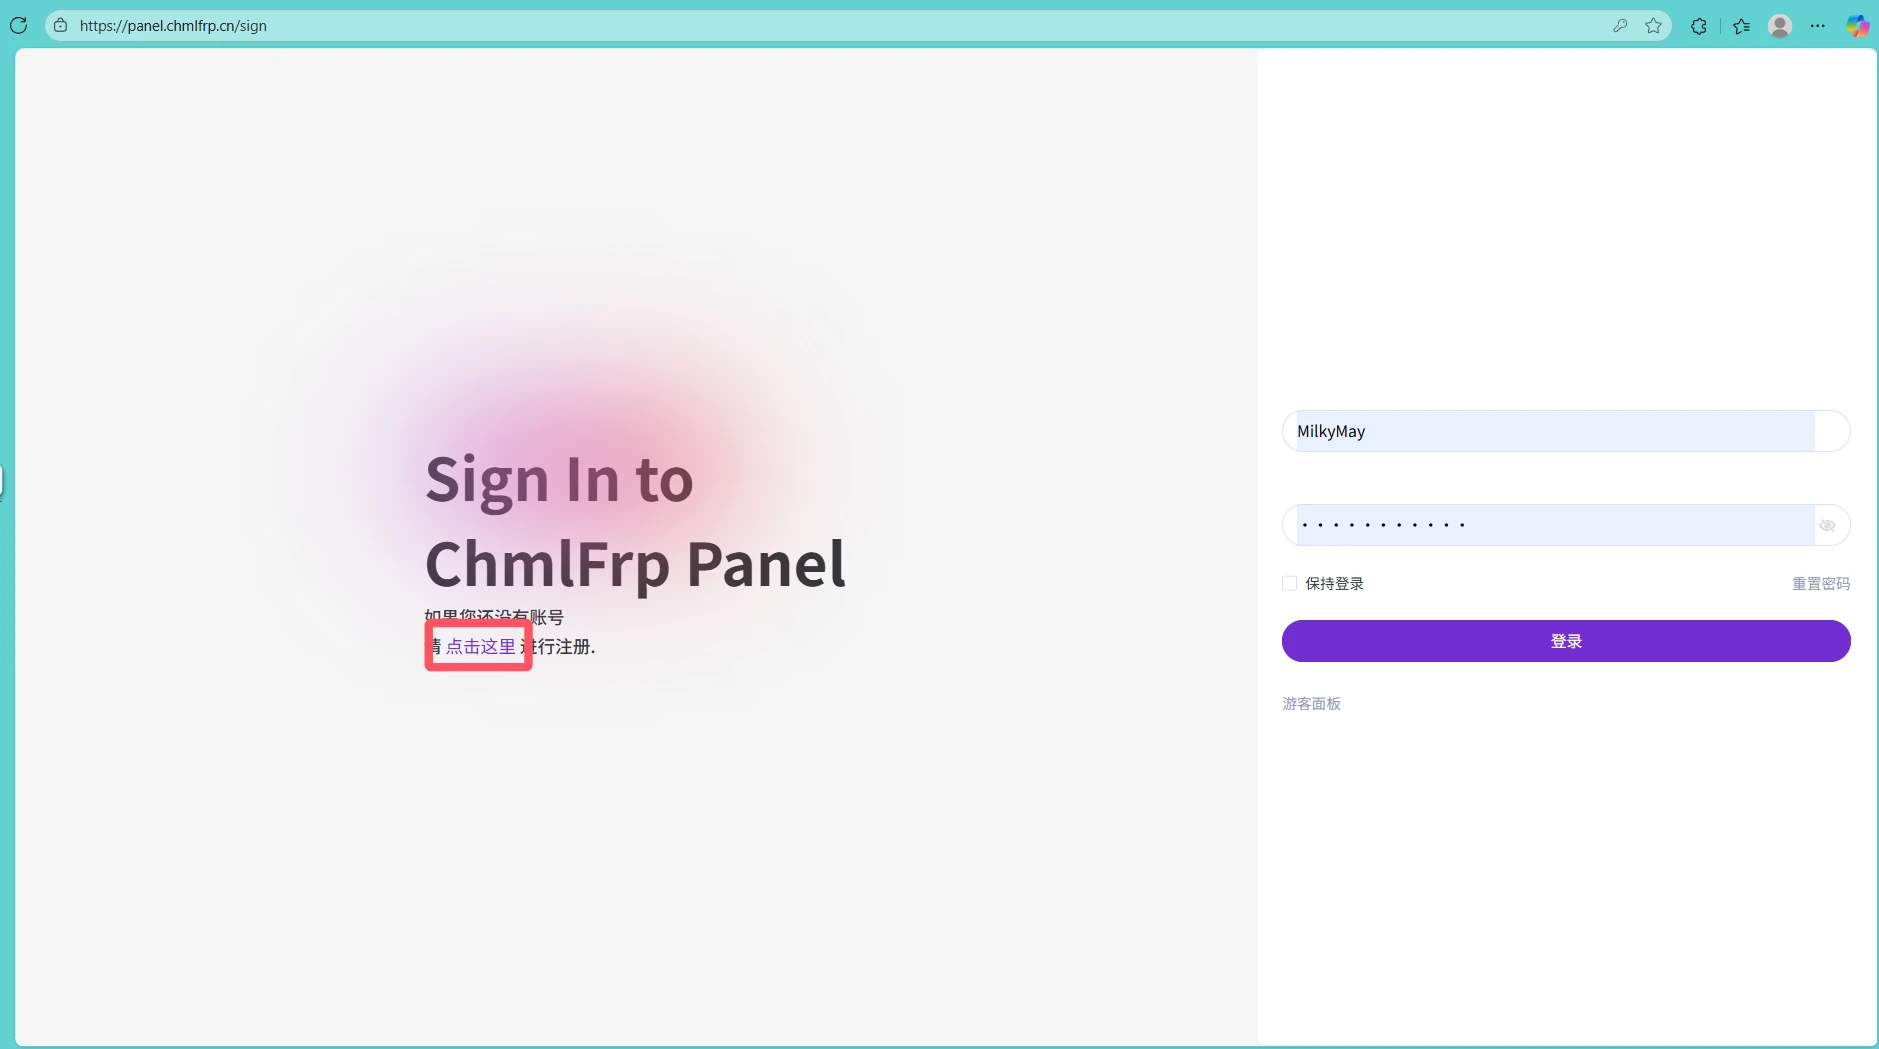 https://panel.chmlfrp.cn/sign
Sign In to
ChmlFrp Panel
如果您还没有账号
请 点击这里 进行注册.
MilkyMay
• • • • • • • • • • •
保持登录
重置密码
登录
游客面板